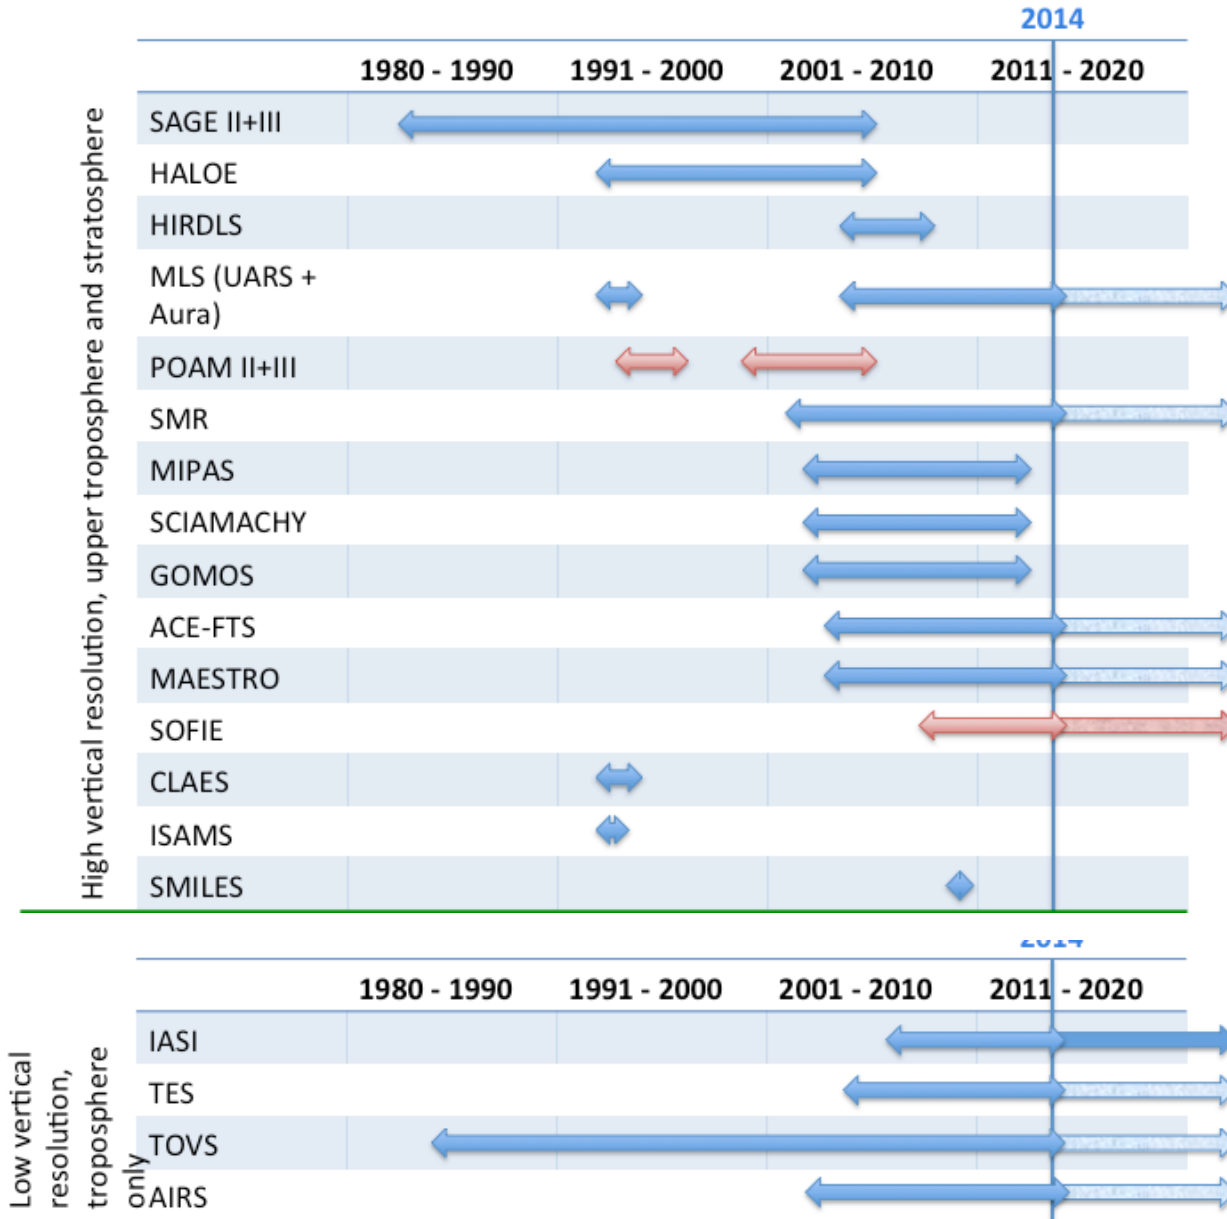 2014
1980 - 1990 1991 - 2000 2001 - 2010 2011 - 2020
High vertical resolution, upper troposphere and stratosphere
SAGE II+III
HALOE
HIRDLS
MLS (UARS +
Aura)
POAM II+III
SMR
MIPAS
SCIAMACHY
GOMOS
ACE-FTS
MAESTRO
SOFIE
CLAES
ISAMS
SMILES
2014
1980 - 1990 1991 - 2000 2001 - 2010 2011 - 2020
Low vertical
resolution,
troposphere
only
IASI
TES
TOVS
AIRS